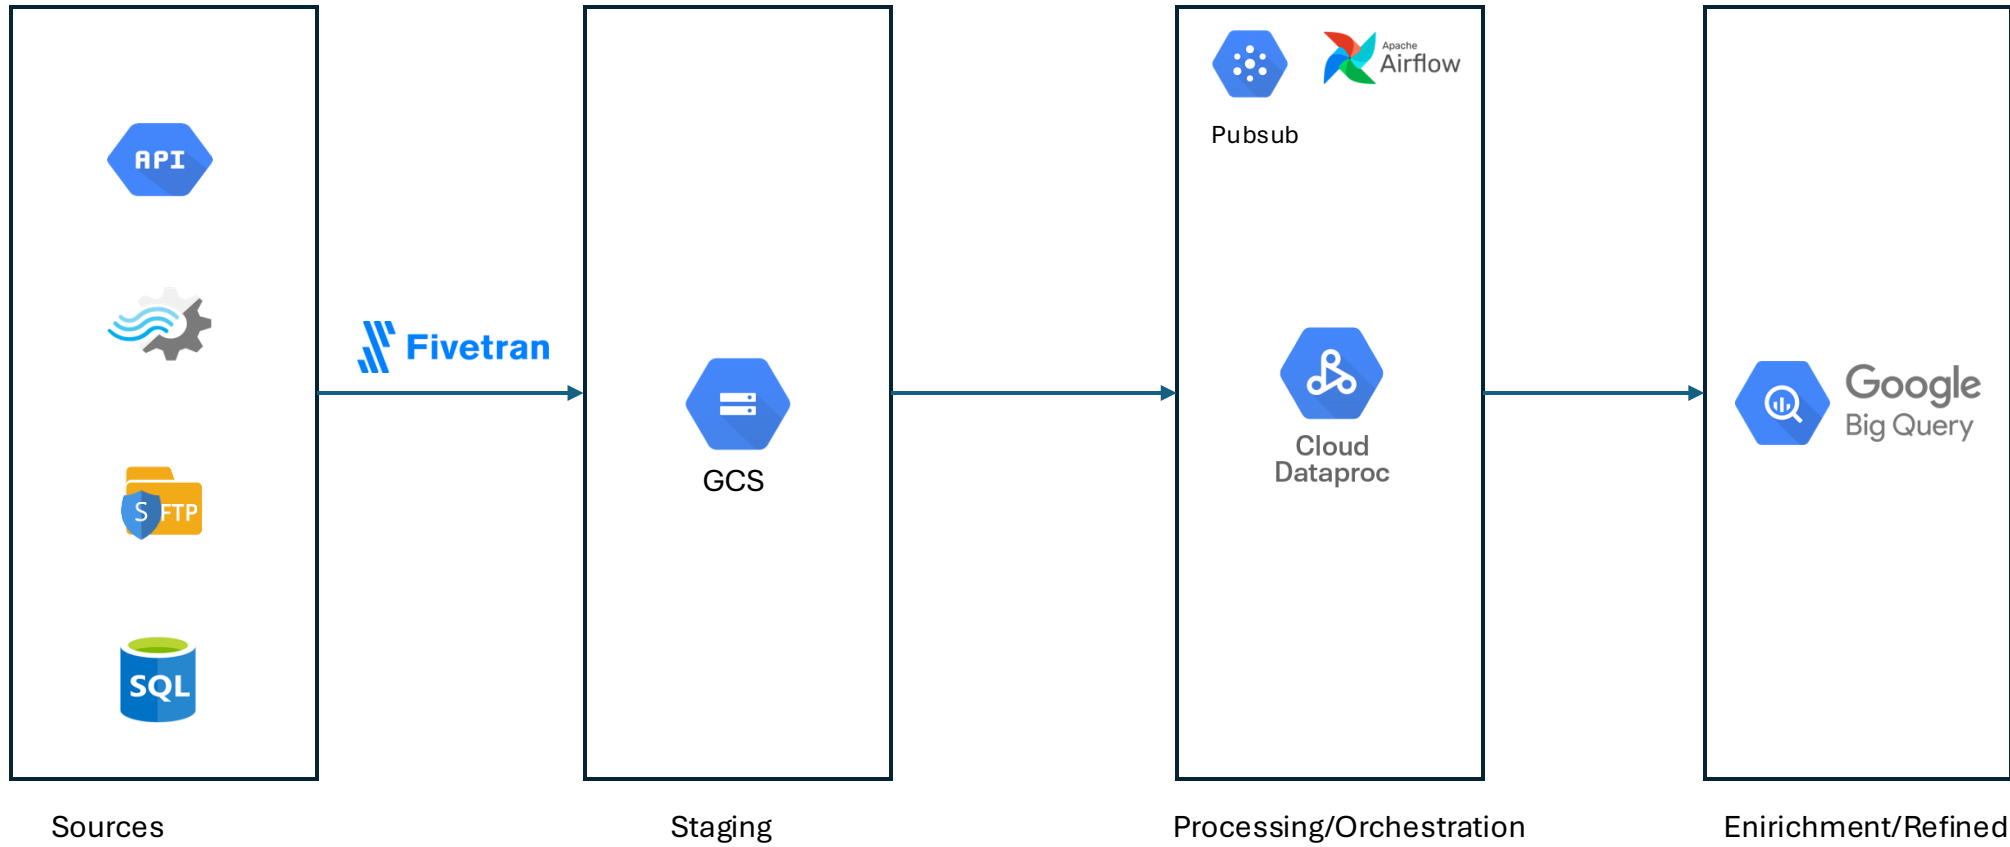 API
S FTP
SQL
Fivetran
GCS
Pubsub
Apache
Airflow
Cloud
Dataproc
Google
Big Query
Sources
Staging
Processing/Orchestration
Enirichment/Refined